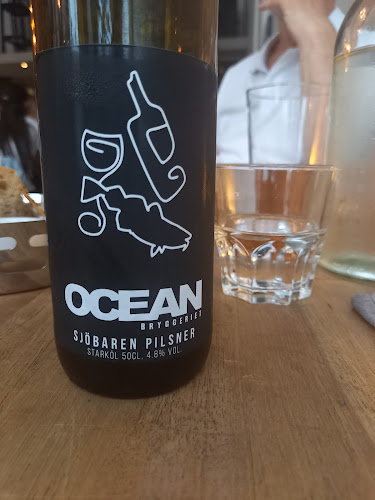 OCEAN
BRYGGERIET
SJÖBAREN PILSNER
STARKÖL 50CL, 4.8% VOL.